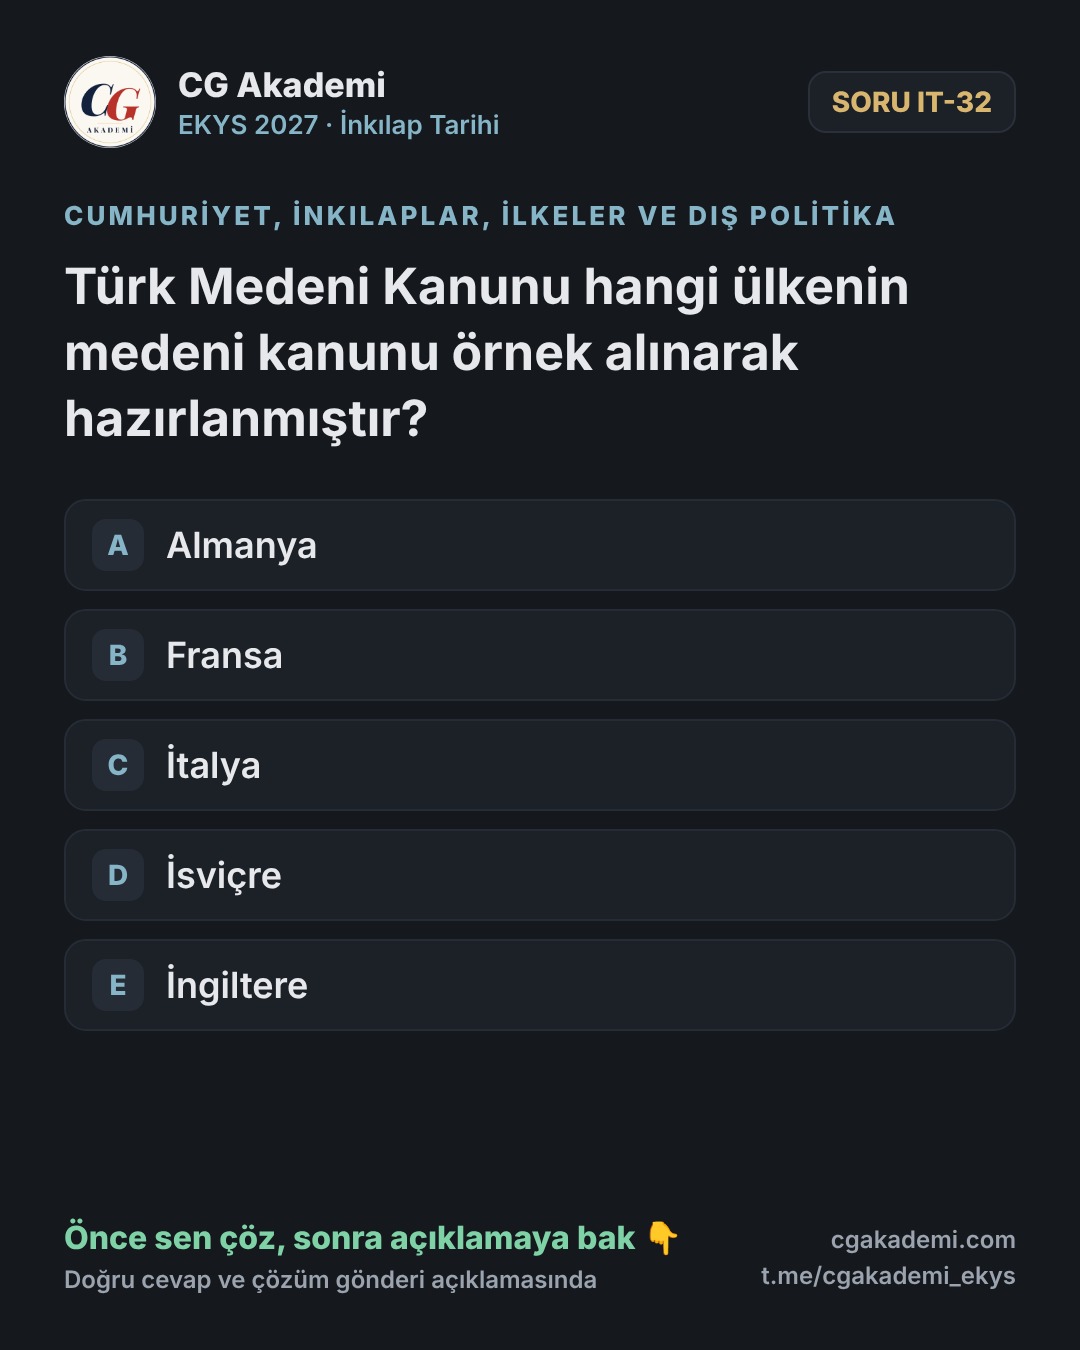 CG
AKADEMİ
CG Akademi
EKYS 2027 · İnkılap Tarihi
SORU IT-32
CUMHURİYET, İNKILAPLAR, İLKELER VE DIŞ POLİTİKA
Türk Medeni Kanunu hangi ülkenin
medeni kanunu örnek alınarak
hazırlanmıştır?
A Almanya
B Fransa
C İtalya
D İsviçre
E İngiltere
Önce sen çöz, sonra açıklamaya bak 👇
Doğru cevap ve çözüm gönderi açıklamasında
cgakademi.com
t.me/cgakademi_ekys